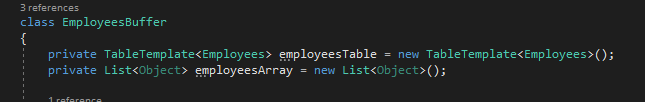 3 references
class EmployeesBuffer
{
private TableTemplate<Employees> employeesTable = new TableTemplate<Employees>();
private List<Object> employeesArray = new List<Object>();
1 reference